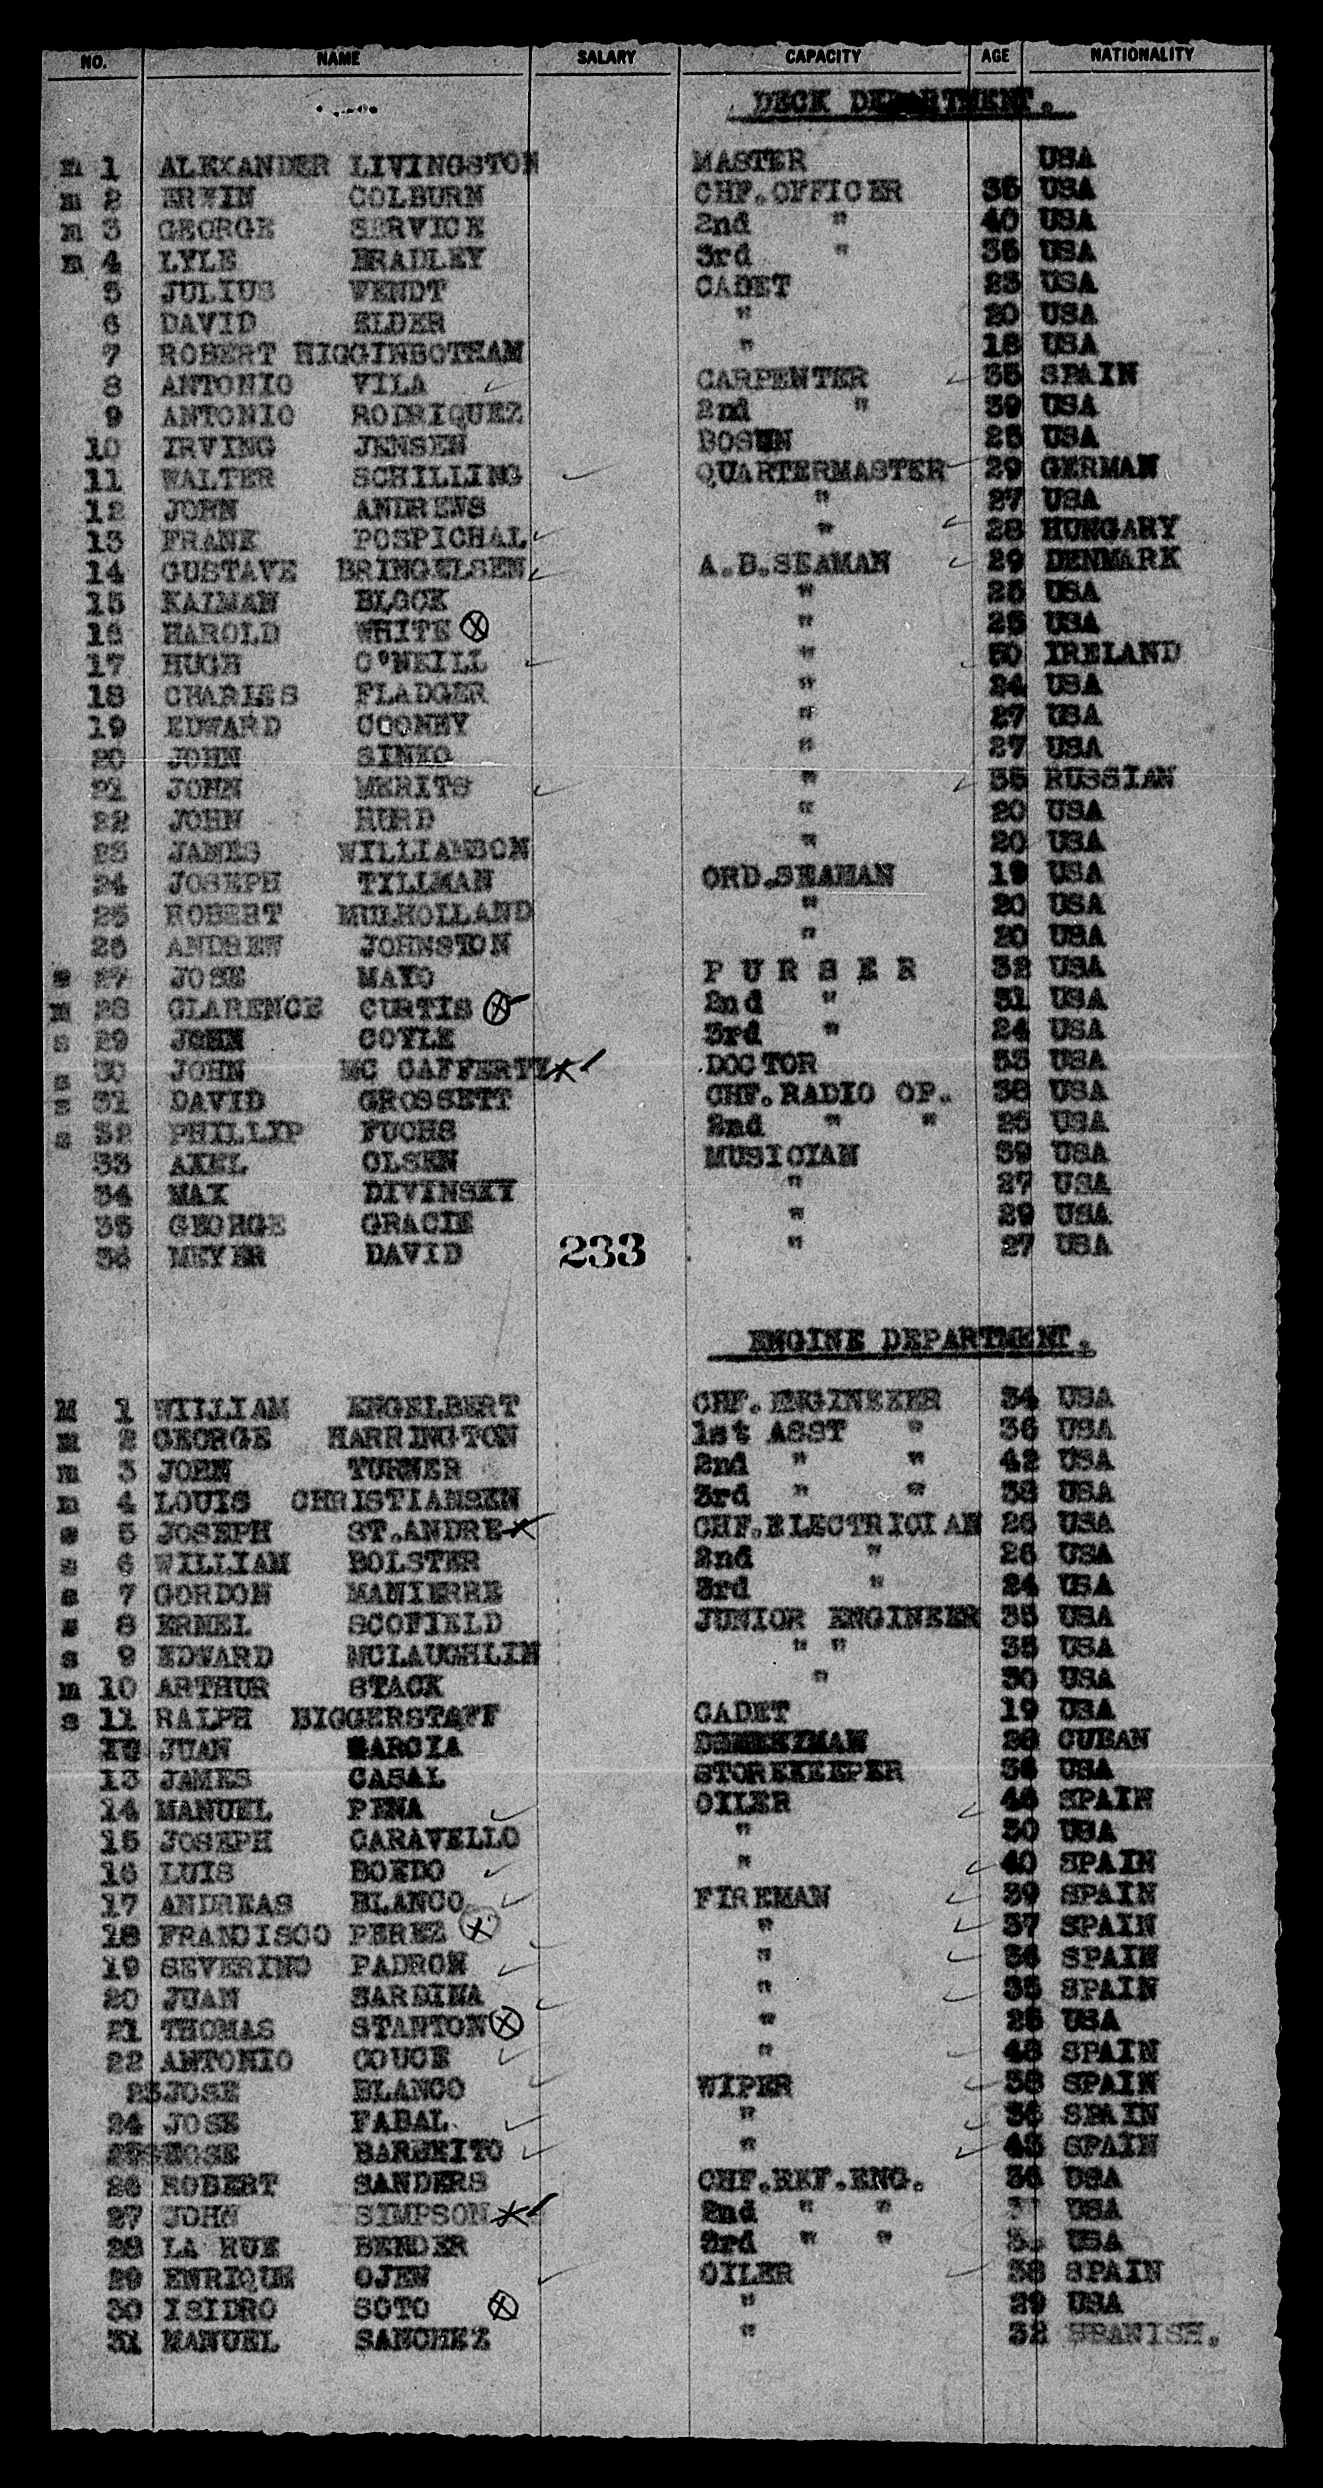 NO. NAME SALARY CAPACITY AGE NATIONALITY
DECK DEPARTMENT.
m 1 ALEXANDER LIVINGSTON MASTER USA
m 2 ERWIN COLBURN CHF.OFFICER 35 USA
m 3 GEORGE SERVICE 2nd " 40 USA
m 4 LYLE BRADLEY 3rd " 35 USA
5 JULIUS WENDT CADET 23 USA
6 DAVID ELDER " 20 USA
7 ROBERT HIGGINBOTHAM " 18 USA
8 ANTONIO VILA CARPENTER 35 SPAIN
9 ANTONIO RODRIQUEZ 2nd " 39 USA
10 IRVING JENSEN BOSUN 25 USA
11 WALTER SCHILLING QUARTERMASTER 29 GERMAN
12 JOHN ANDREWS " 27 USA
13 FRANK POSPICHAL " 28 HUNGARY
14 GUSTAVE BRINGELSEN A.B.SEAMAN 29 DENMARK
15 KALMAN BLOCK " 25 USA
16 HAROLD WHITE " 25 USA
17 HUGH O'NEILL " 50 IRELAND
18 CHARLES FLADGER " 24 USA
19 EDWARD COONEY " 27 USA
20 JOHN SINKO " 27 USA
21 JOHN MERITS " 35 RUSSIAN
22 JOHN HURD " 20 USA
23 JAMES WILLIAMSON " 20 USA
24 JOSEPH TILLMAN ORD.SEAMAN 19 USA
25 ROBERT MULHOLLAND " 20 USA
26 ANDREW JOHNSTON " 20 USA
s 27 JOSE MAYO P U R S E R 32 USA
m 28 CLARENCE CURTIS 2nd " 31 USA
s 29 JOHN COYLE 3rd " 24 USA
s 30 JOHN MC CAFFERTY DOCTOR 53 USA
s 31 DAVID GROSSETT CHF.RADIO OP. 38 USA
s 32 PHILLIP FUCHS 2nd " " 25 USA
33 AXEL OLSEN MUSICIAN 39 USA
34 MAX DIVINSKY " 27 USA
35 GEORGE GRACIE " 29 USA
36 MEYER DAVID 233 " 27 USA
ENGINE DEPARTMENT.
M 1 WILLIAM ENGELBERT CHF.ENGINEEER 34 USA
m 2 GEORGE HARRINGTON 1st ASST " 36 USA
m 3 JOHN TURNER 2nd " " 42 USA
m 4 LOUIS CHRISTIANSEN 3rd " " 38 USA
s 5 JOSEPH ST.ANDRE CHF.ELECTRICIAN 26 USA
s 6 WILLIAM BOLSTER 2nd " 26 USA
s 7 GORDON MANIERRE 3rd " 24 USA
s 8 ERMEL SCOFIELD JUNIOR ENGINEER 35 USA
s 9 EDWARD MCLAUGHLIN " " 35 USA
m 10 ARTHUR STACK " 30 USA
s 11 RALPH BIGGERSTAFF CADET 19 USA
12 JUAN GARCIA 28 CUBAN
13 JAMES CASAL STOREKEEPER 36 USA
14 MANUEL PENA OILER 46 SPAIN
15 JOSEPH CARAVELLO " 30 USA
16 LUIS BOEDO " 40 SPAIN
17 ANDREAS BLANCO FIREMAN 39 SPAIN
18 FRANCISCO PEREZ " 37 SPAIN
19 SEVERINO PADRON " 36 SPAIN
20 JUAN SARDINA " 35 SPAIN
21 THOMAS STANTON " 25 USA
22 ANTONIO COUCE " 48 SPAIN
23 JOSE BLANCO WIPER 38 SPAIN
24 JOSE FABAL " 36 SPAIN
25 JOSE BARBEITO " 43 SPAIN
26 ROBERT SANDERS CHF.REF.ENG. 36 USA
27 JOHN SIMPSON 2nd " " USA
28 LA RUE BENDER 3rd " " USA
29 ENRIQUE OJEN OILER 38 SPAIN
30 ISIDRO SOTO " 29 USA
31 MANUEL SANCHEZ " 32 SPANISH.